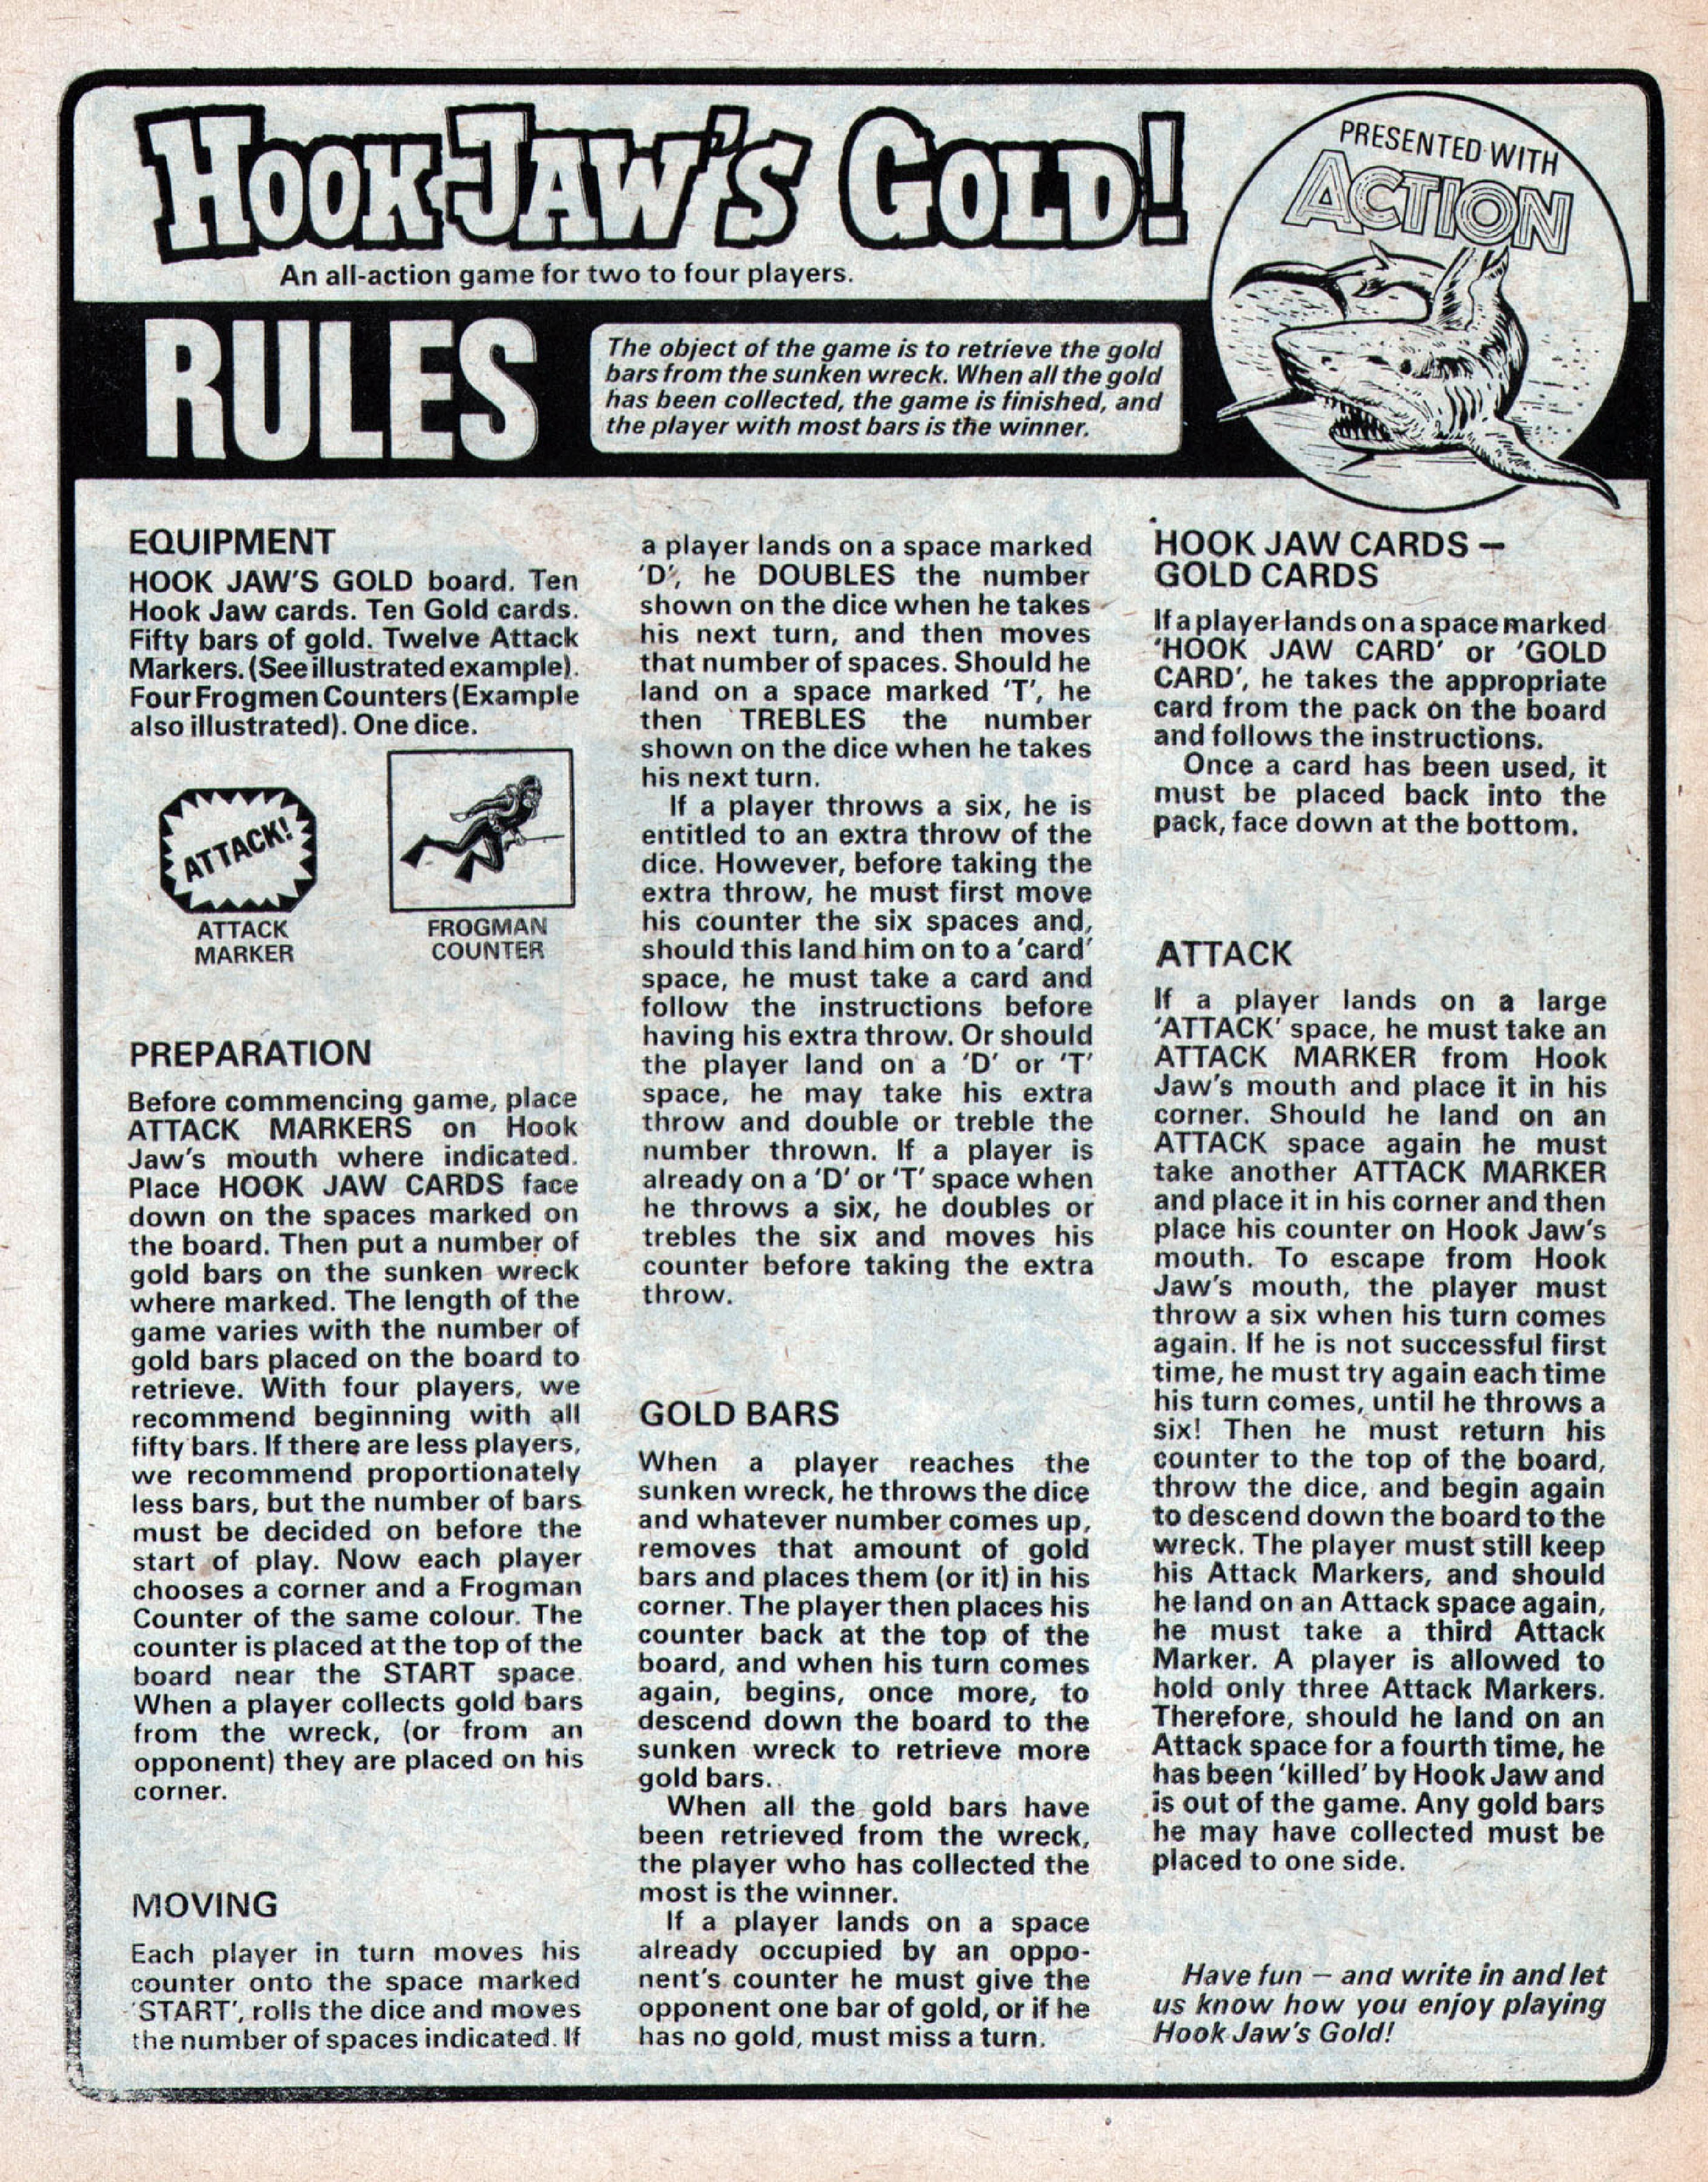 HOOK JAW'S GOLD!
An all-action game for two to four players.
PRESENTED WITH
ACTION
RULES
The object of the game is to retrieve the gold
bars from the sunken wreck. When all the gold
has been collected, the game is finished, and
the player with most bars is the winner.
EQUIPMENT
HOOK JAW'S GOLD board. Ten
Hook Jaw cards. Ten Gold cards.
Fifty bars of gold. Twelve Attack
Markers. (See illustrated example).
Four Frogmen Counters (Example
also illustrated). One dice.
ATTACK!
ATTACK
MARKER
FROGMAN
COUNTER
PREPARATION
Before commencing game, place
ATTACK MARKERS on Hook
Jaw's mouth where indicated.
Place HOOK JAW CARDS face
down on the spaces marked on
the board. Then put a number of
gold bars on the sunken wreck
where marked. The length of the
game varies with the number of
gold bars placed on the board to
retrieve. With four players, we
recommend beginning with all
fifty bars. If there are less players,
we recommend proportionately
less bars, but the number of bars
must be decided on before the
start of play. Now each player
chooses a corner and a Frogman
Counter of the same colour. The
counter is placed at the top of the
board near the START space.
When a player collects gold bars
from the wreck, (or from an
opponent) they are placed on his
corner.
MOVING
Each player in turn moves his
counter onto the space marked
'START', rolls the dice and moves
the number of spaces indicated. If
a player lands on a space marked
'D', he DOUBLES the number
shown on the dice when he takes
his next turn, and then moves
that number of spaces. Should he
land on a space marked 'T', he
then TREBLES the number
shown on the dice when he takes
his next turn.
If a player throws a six, he is
entitled to an extra throw of the
dice. However, before taking the
extra throw, he must first move
his counter the six spaces and,
should this land him on to a 'card'
space, he must take a card and
follow the instructions before
having his extra throw. Or should
the player land on a 'D' or 'T'
space, he may take his extra
throw and double or treble the
number thrown. If a player is
already on a 'D' or 'T' space when
he throws a six, he doubles or
trebles the six and moves his
counter before taking the extra
throw.
GOLD BARS
When a player reaches the
sunken wreck, he throws the dice
and whatever number comes up,
removes that amount of gold
bars and places them (or it) in his
corner. The player then places his
counter back at the top of the
board, and when his turn comes
again, begins, once more, to
descend down the board to the
sunken wreck to retrieve more
gold bars.
When all the gold bars have
been retrieved from the wreck,
the player who has collected the
most is the winner.
If a player lands on a space
already occupied by an oppo-
nent's counter he must give the
opponent one bar of gold, or if he
has no gold, must miss a turn.
HOOK JAW CARDS —
GOLD CARDS
If a player lands on a space marked
'HOOK JAW CARD' or 'GOLD
CARD', he takes the appropriate
card from the pack on the board
and follows the instructions.
Once a card has been used, it
must be placed back into the
pack, face down at the bottom.
ATTACK
If a player lands on a large
'ATTACK' space, he must take an
ATTACK MARKER from Hook
Jaw's mouth and place it in his
corner. Should he land on an
ATTACK space again he must
take another ATTACK MARKER
and place it in his corner and then
place his counter on Hook Jaw's
mouth. To escape from Hook
Jaw's mouth, the player must
throw a six when his turn comes
again. If he is not successful first
time, he must try again each time
his turn comes, until he throws a
six! Then he must return his
counter to the top of the board,
throw the dice, and begin again
to descend down the board to the
wreck. The player must still keep
his Attack Markers, and should
he land on an Attack space again,
he must take a third Attack
Marker. A player is allowed to
hold only three Attack Markers.
Therefore, should he land on an
Attack space for a fourth time, he
has been 'killed' by Hook Jaw and
is out of the game. Any gold bars
he may have collected must be
placed to one side.
Have fun — and write in and let
us know how you enjoy playing
Hook Jaw's Gold!